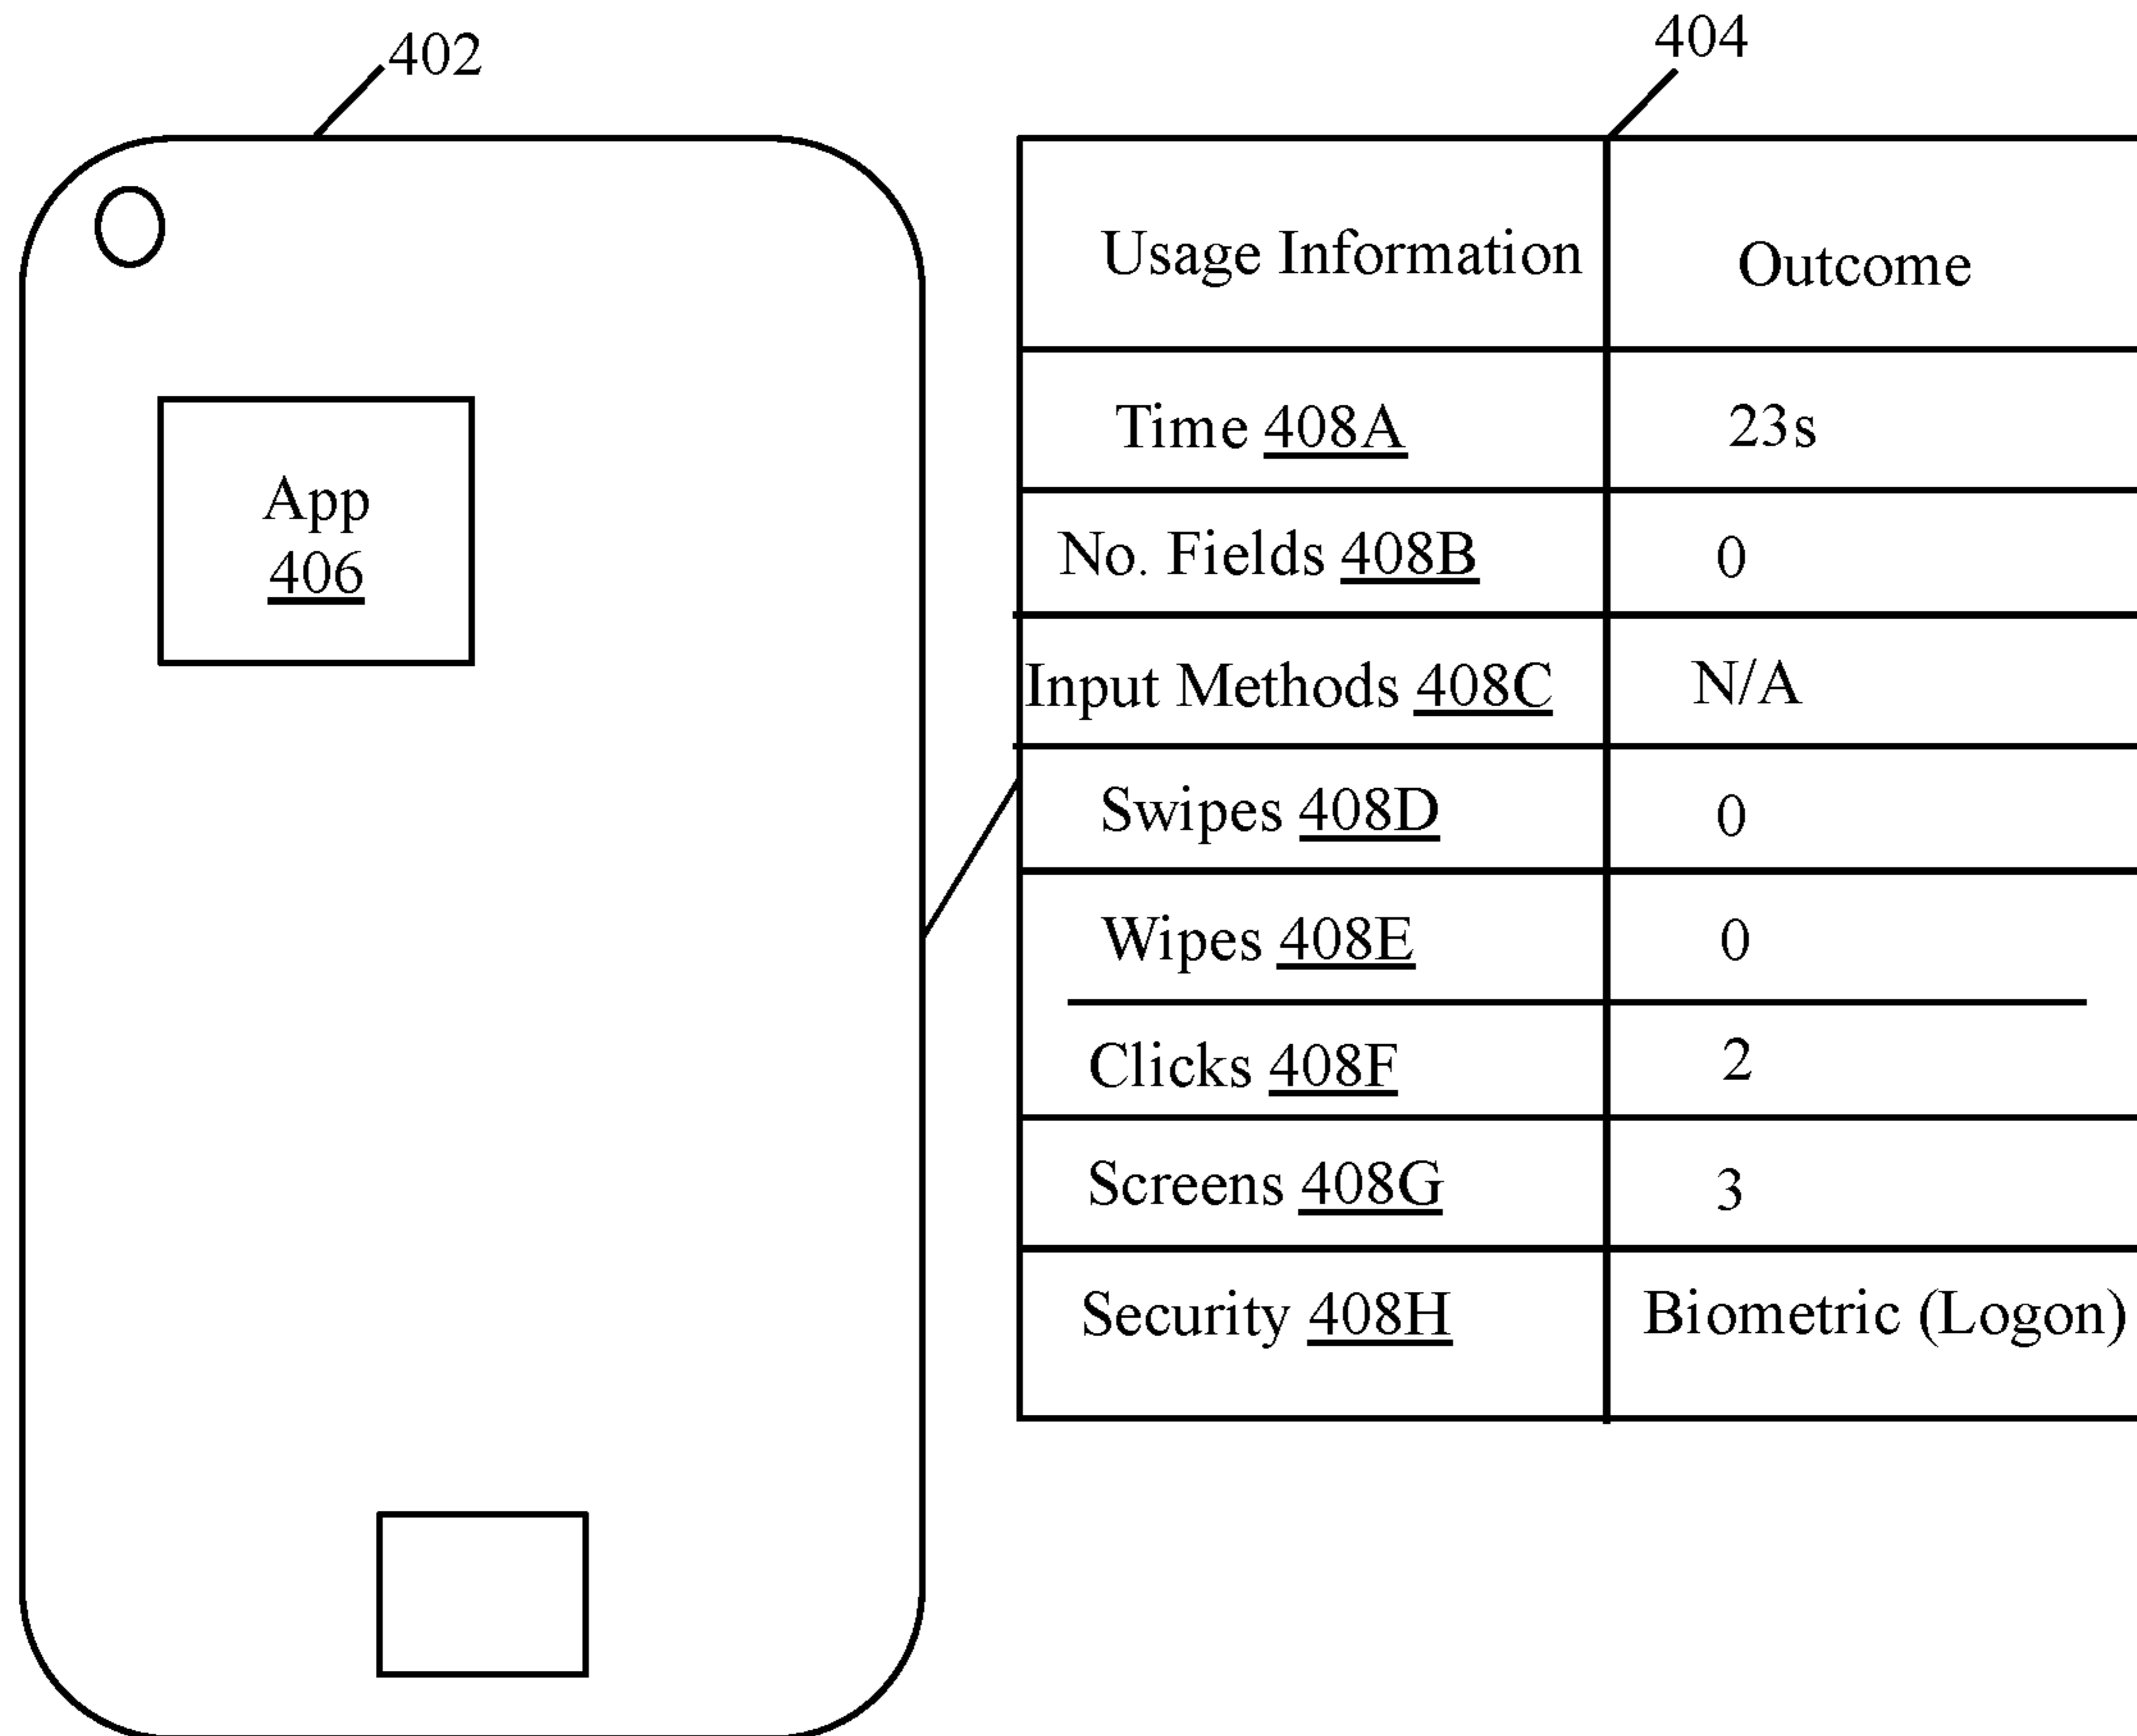 402
404
App
406
Usage Information Outcome
Time 408A 23s
No. Fields 408B 0
Input Methods 408C N/A
Swipes 408D 0
Wipes 408E 0
Clicks 408F 2
Screens 408G 3
Security 408H Biometric (Logon)